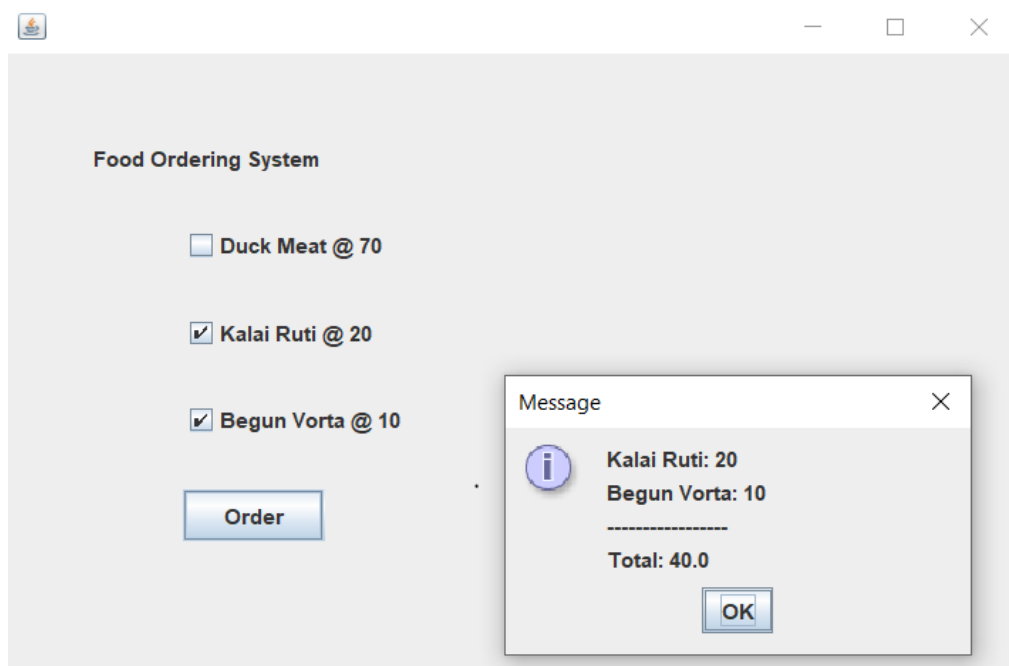 Food Ordering System
Duck Meat @ 70
Kalai Ruti @ 20
Begun Vorta @ 10
Order
Message
Kalai Ruti: 20
Begun Vorta: 10
-----------------
Total: 40.0
OK